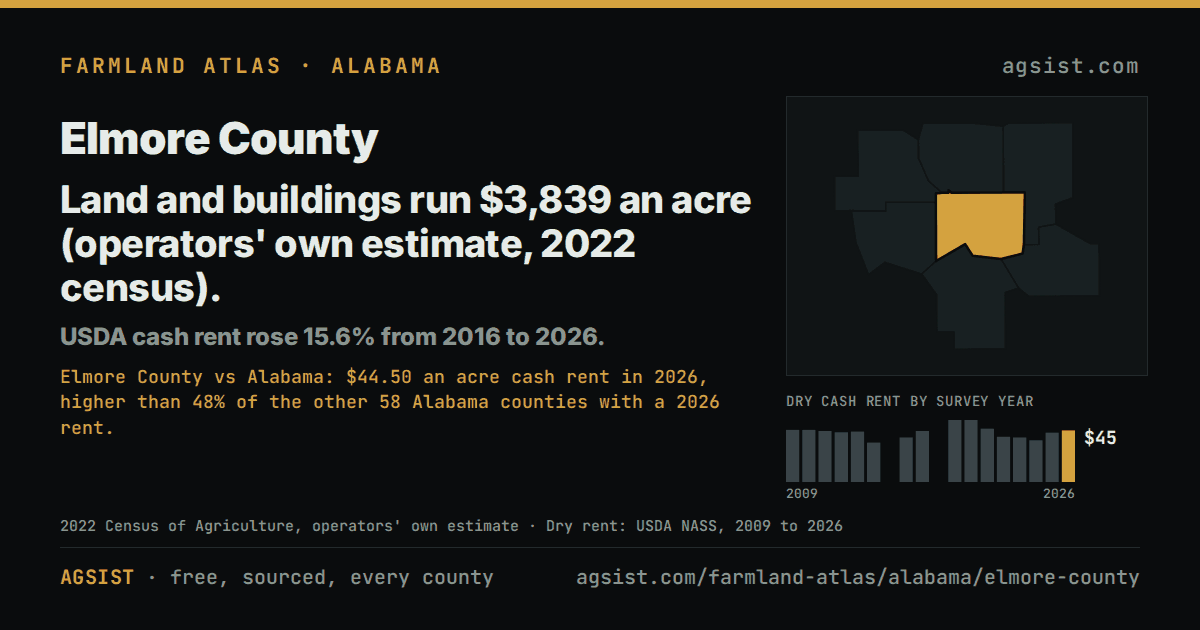 FARMLAND ATLAS · ALABAMA
agsist.com
Elmore County
Land and buildings run $3,839 an acre
(operators' own estimate, 2022
census).
USDA cash rent rose 15.6% from 2016 to 2026.
Elmore County vs Alabama: $44.50 an acre cash rent in 2026,
higher than 48% of the other 58 Alabama counties with a 2026
rent.
DRY CASH RENT BY SURVEY YEAR
$45
2009
2026
2022 Census of Agriculture, operators' own estimate · Dry rent: USDA NASS, 2009 to 2026
AGSIST · free, sourced, every county
agsist.com/farmland-atlas/alabama/elmore-county